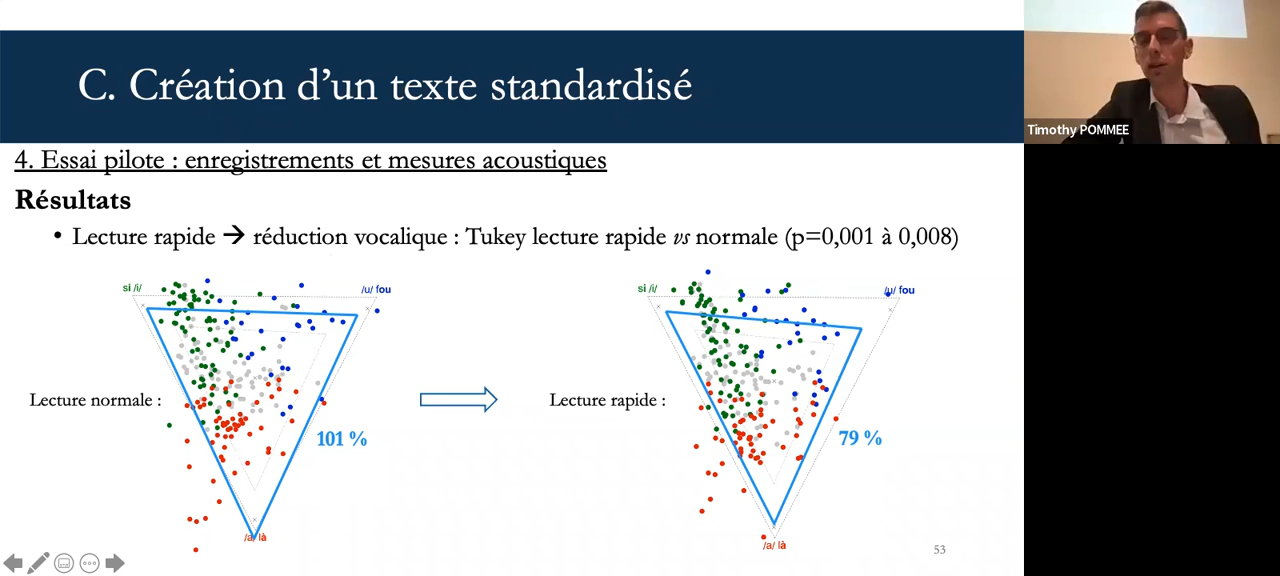 C. Création d'un texte standardisé
Timothy POMMEE
4. Essai pilote : enregistrements et mesures acoustiques
Résultats
• Lecture rapide → réduction vocalique : Tukey lecture rapide vs normale (p=0,001 à 0,008)
si /i/
/u/ fou
si /i/
/u/ fou
Lecture normale :
Lecture rapide :
101 %
79 %
/a/ là
/a/ là
53